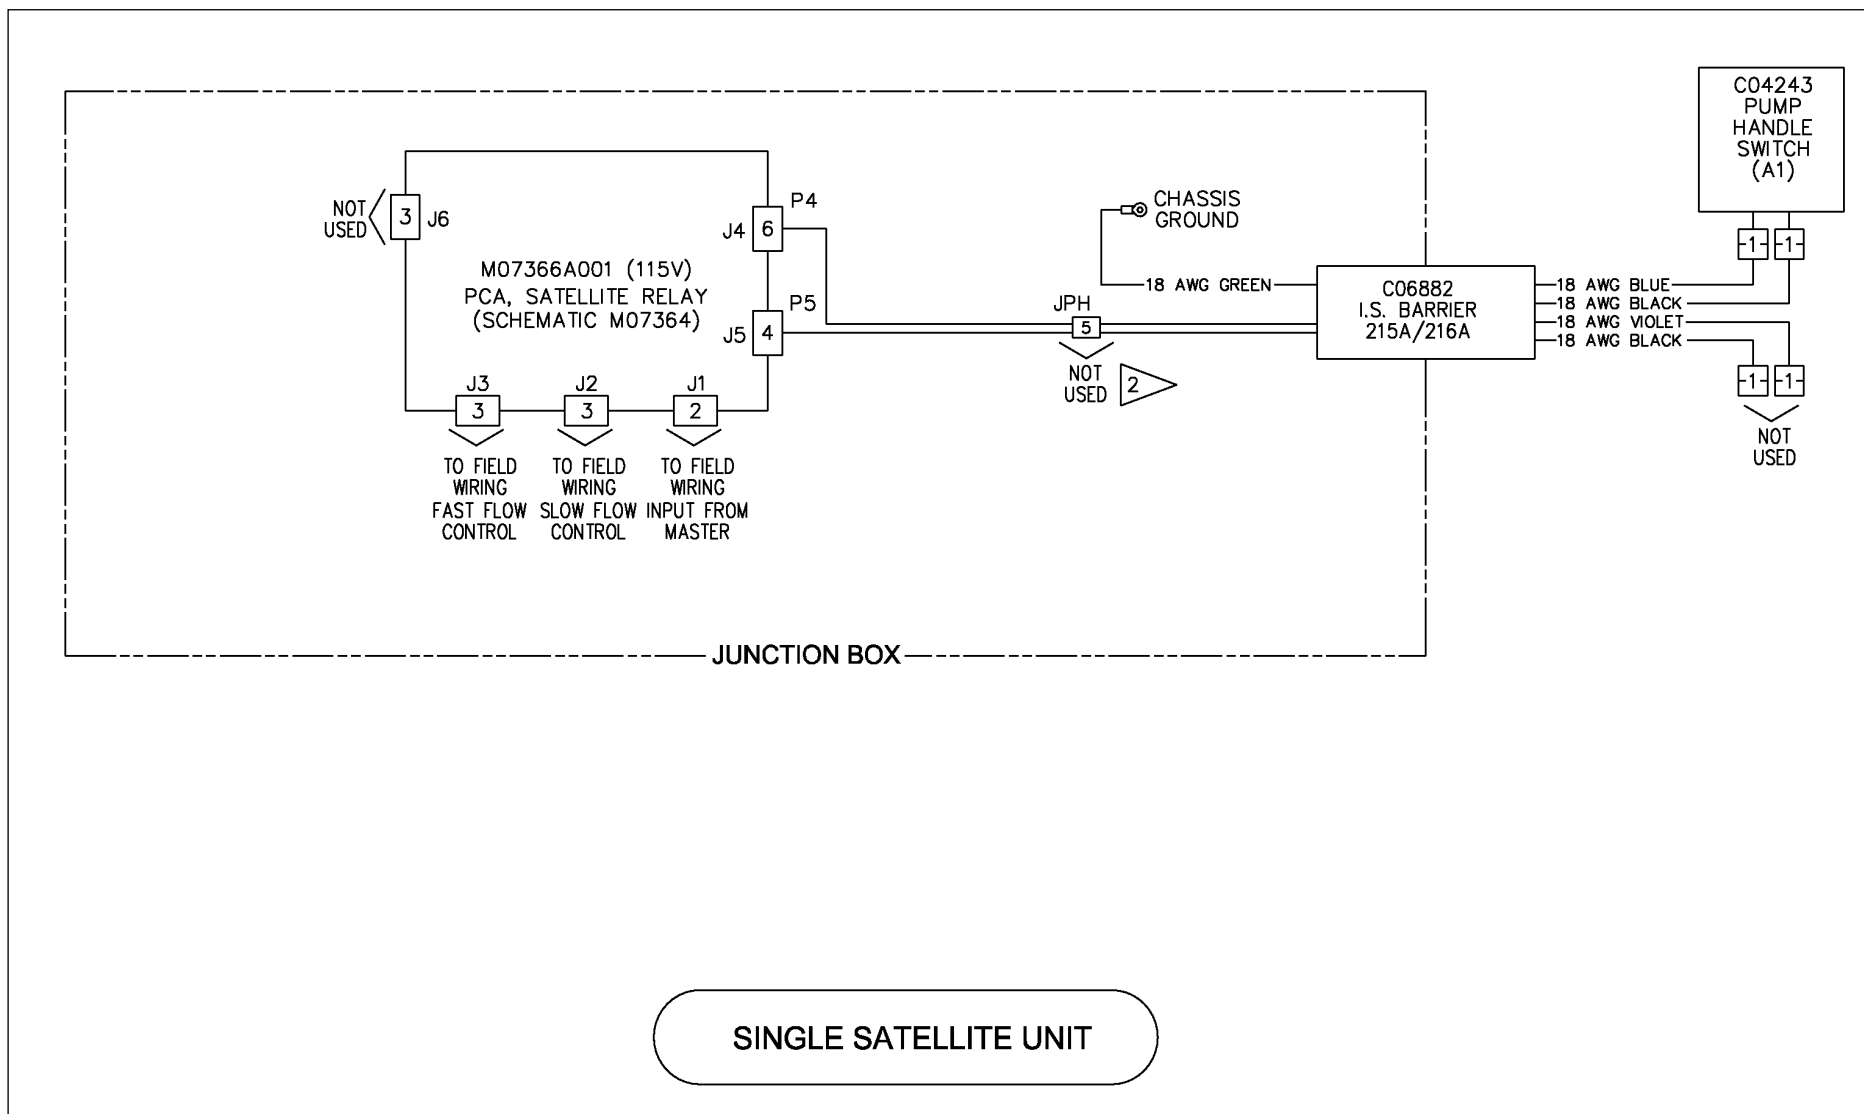 C04243
PUMP
HANDLE
SWITCH
(A1)
-1- -1-
NOT
USED
3 J6
P4
J4 6
M07366A001 (115V)
PCA, SATELLITE RELAY
(SCHEMATIC M07364)
P5
J5 4
CHASSIS
GROUND
18 AWG GREEN
JPH
5
NOT
USED
2
C06882
I.S. BARRIER
215A/216A
18 AWG BLUE
18 AWG BLACK
18 AWG VIOLET
18 AWG BLACK
-1- -1-
NOT
USED
J3
3
TO FIELD
WIRING
FAST FLOW
CONTROL
J2
3
TO FIELD
WIRING
SLOW FLOW
CONTROL
J1
2
TO FIELD
WIRING
INPUT FROM
MASTER
JUNCTION BOX
SINGLE SATELLITE UNIT